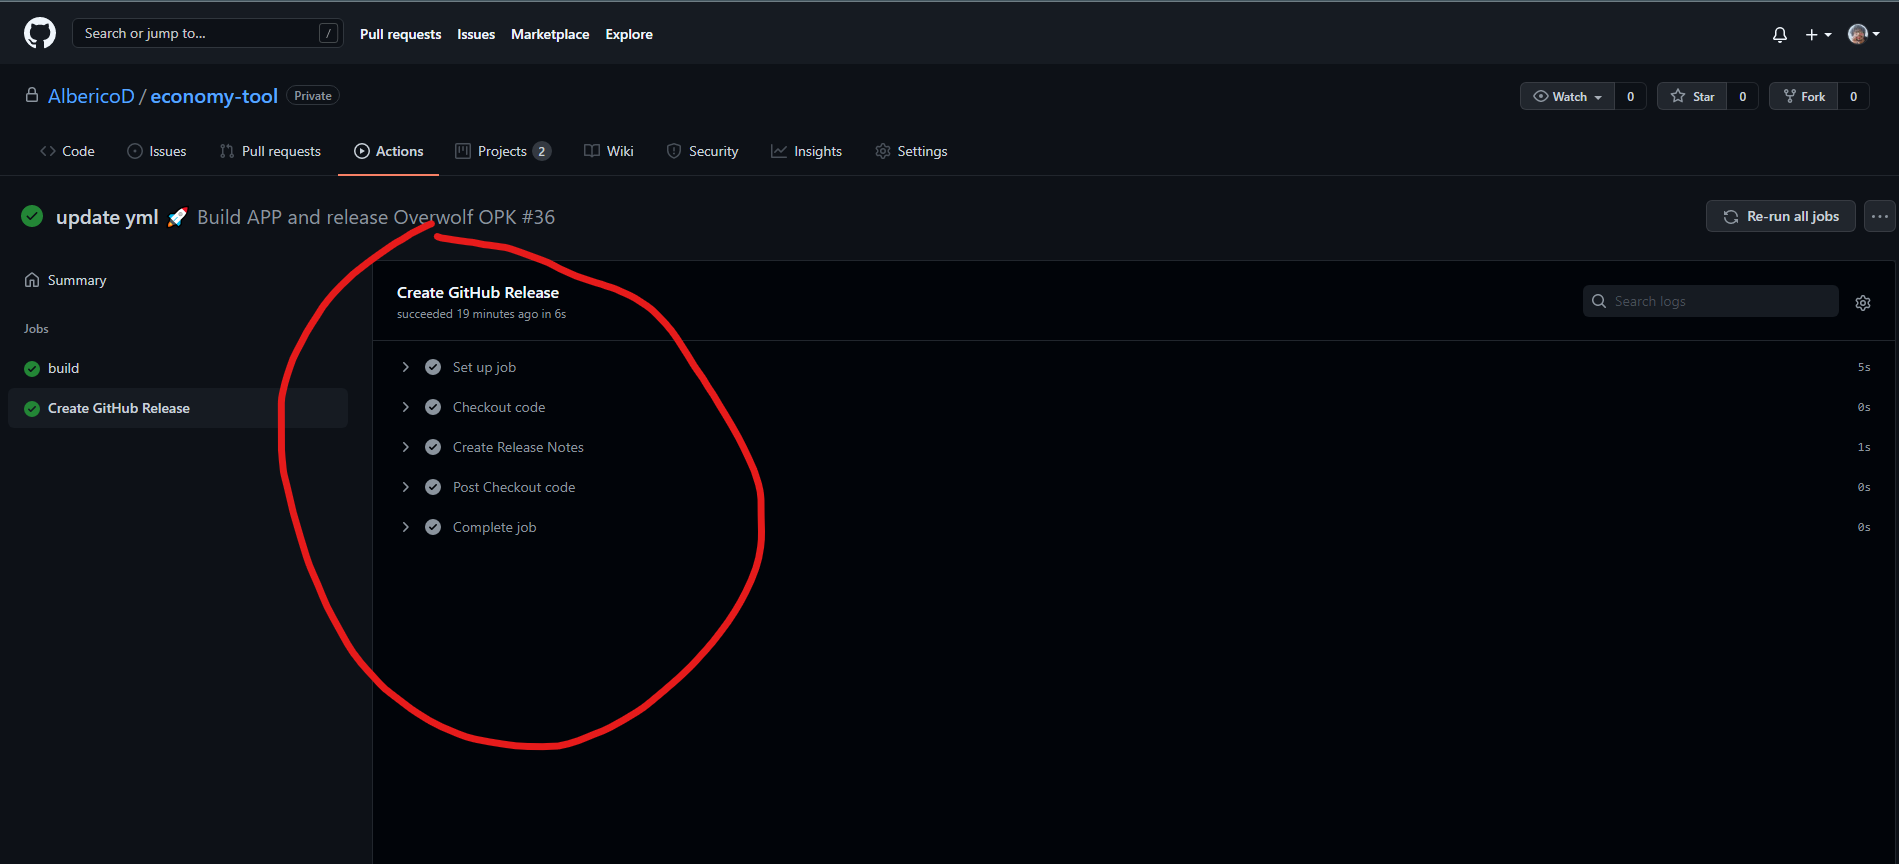 Search or jump to... /
Pull requests Issues Marketplace Explore
AlbericoD / economy-tool Private
Watch 0 Star 0 Fork 0
Code Issues Pull requests Actions Projects 2 Wiki Security Insights Settings
update yml 🚀 Build APP and release Overwolf OPK #36
Re-run all jobs
Summary
Jobs
build
Create GitHub Release
Create GitHub Release
succeeded 19 minutes ago in 6s
Search logs
Set up job 5s
Checkout code 0s
Create Release Notes 1s
Post Checkout code 0s
Complete job 0s